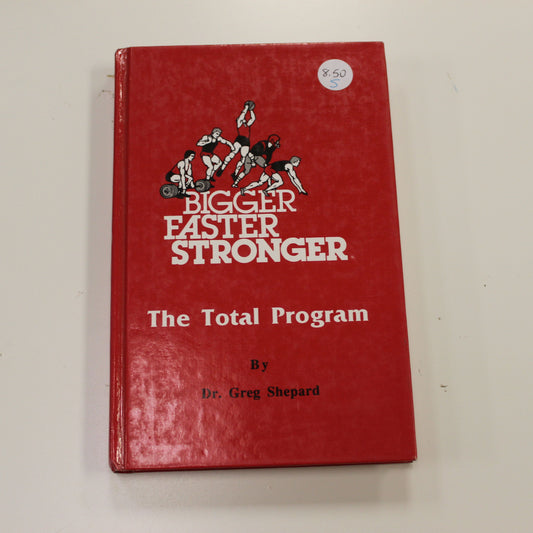 8.50
S
BIGGER
FASTER
STRONGER
The Total Program
By
Dr. Greg Shepard